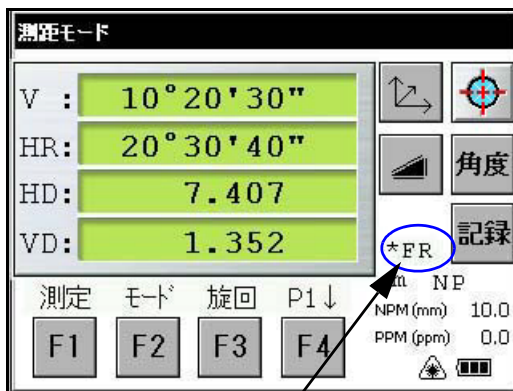 測距モード
V : 10°20'30"
HR: 20°30'40"
HD: 7.407
VD: 1.352
角度
記録
*FR
m NP
NPM (mm) 10.0
PPM (ppm) 0.0
測定 モード 旋回 P1↓
F1 F2 F3 F4